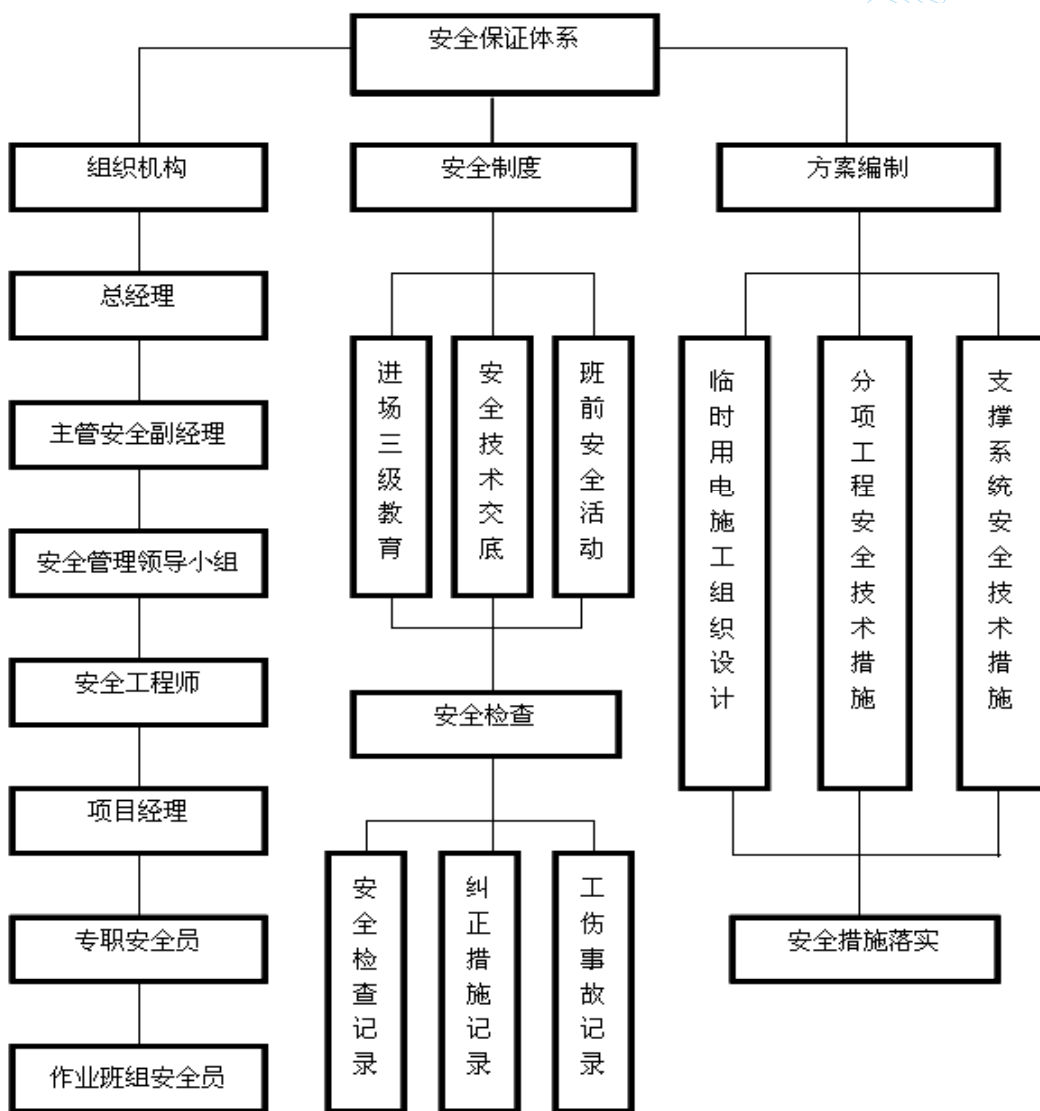 安全保证体系
组织机构
安全制度
方案编制
总经理
主管安全副经理
安全管理领导小组
安全工程师
项目经理
专职安全员
作业班组安全员
进场三级教育
安全技术交底
班前安全活动
安全检查
安全检查记录
纠正措施记录
工伤事故记录
临时用电施工组织设计
分项工程安全技术措施
支撑系统安全技术措施
安全措施落实